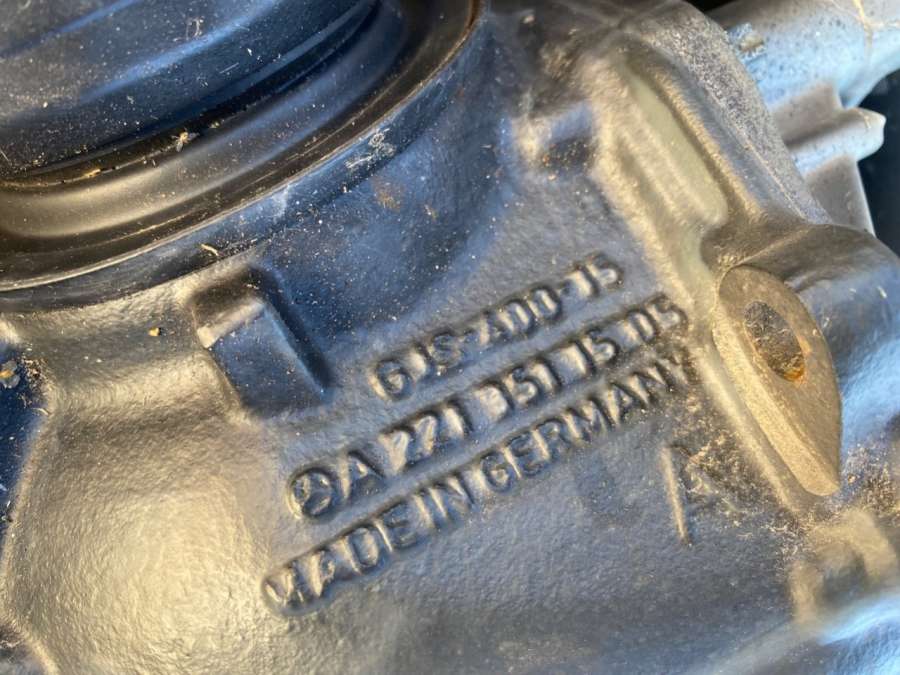 GJS-400-15
A 221 351 15 05
MADE IN GERMANY
A